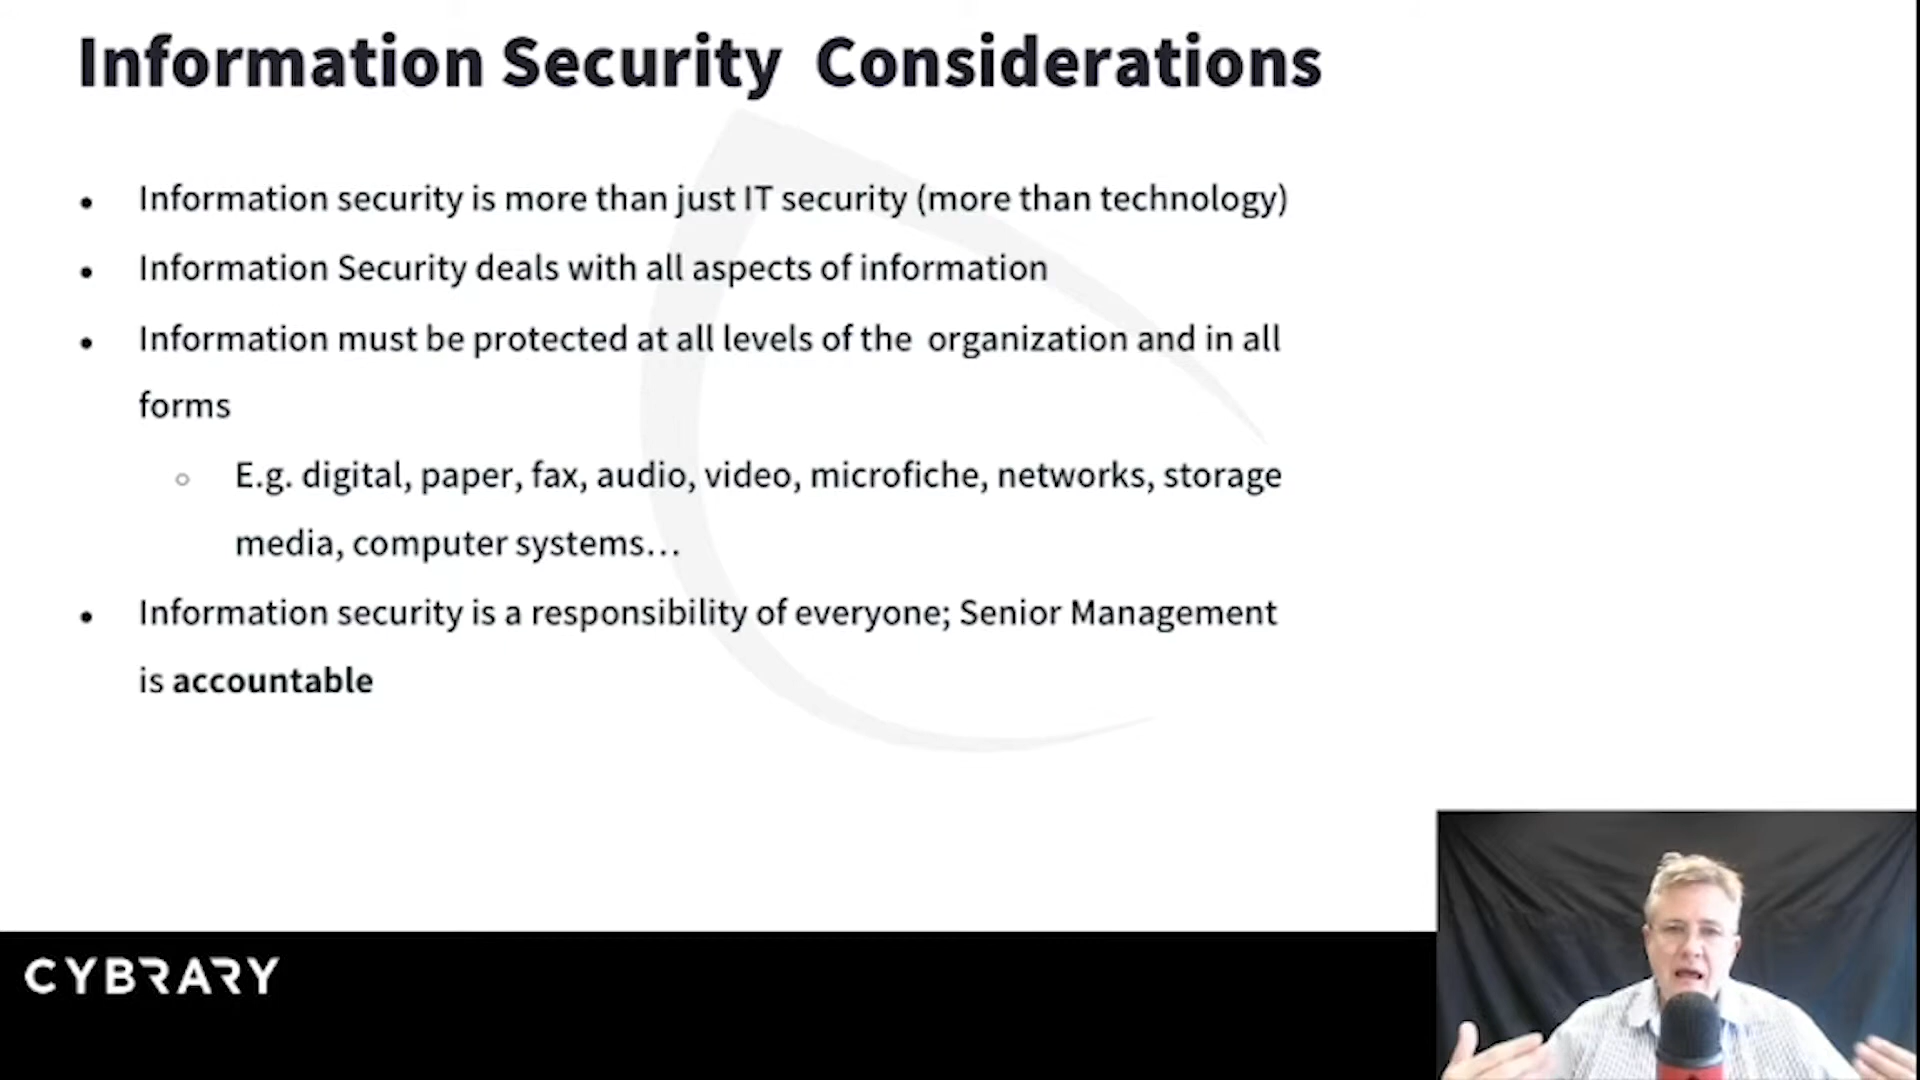 Information Security  Considerations
• Information security is more than just IT security (more than technology)
• Information Security deals with all aspects of information
• Information must be protected at all levels of the  organization and in all
forms
○ E.g. digital, paper, fax, audio, video, microfiche, networks, storage
media, computer systems…
• Information security is a responsibility of everyone; Senior Management
is accountable
CYBRARY